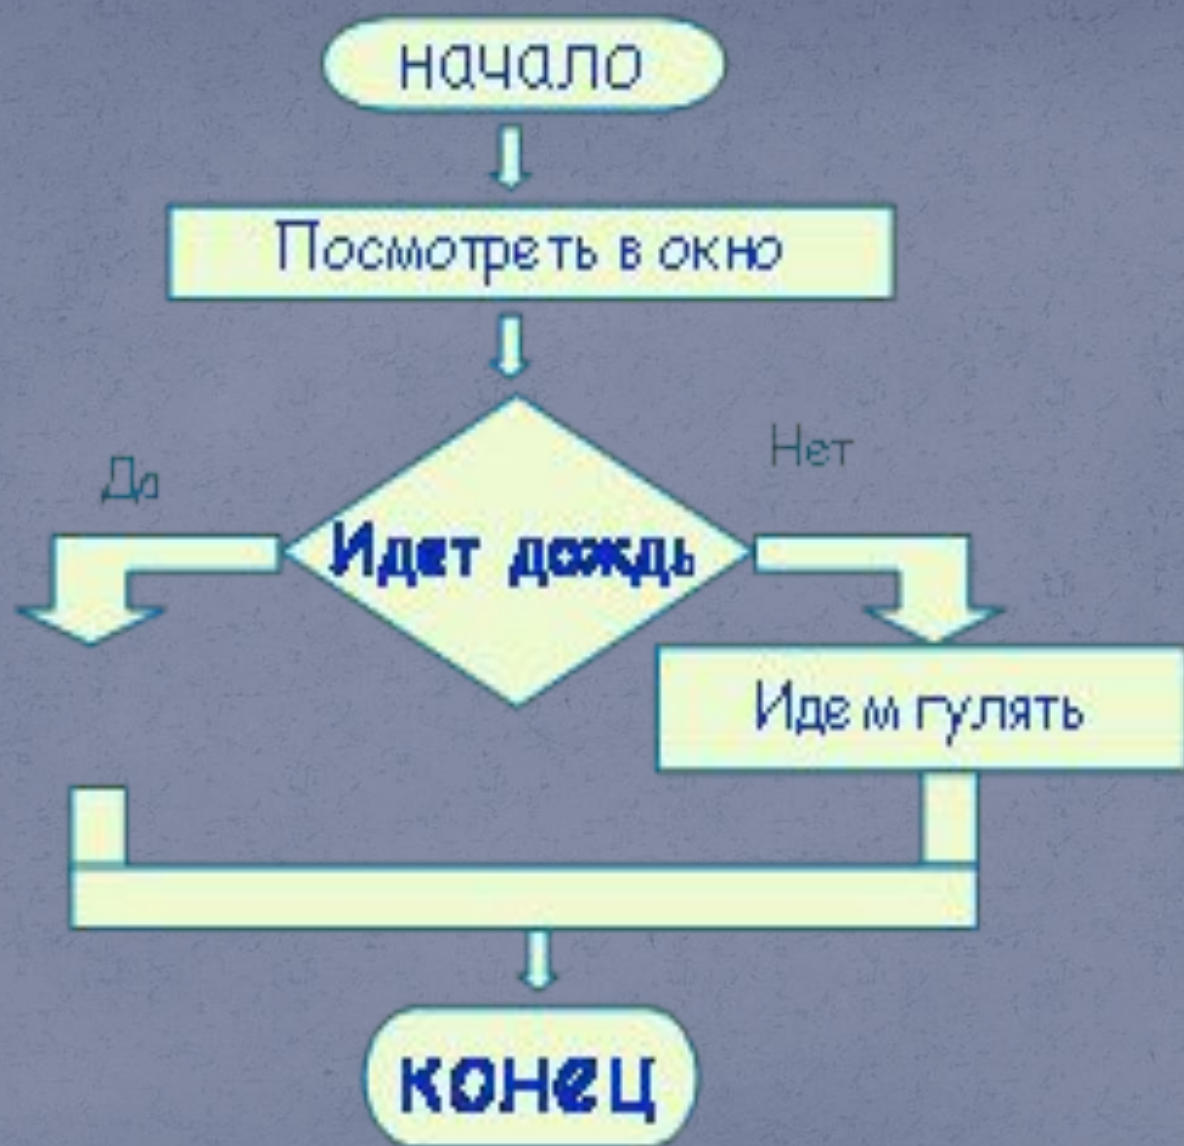 начало
Посмотреть в окно
Да
Нет
Идет дождь
Идем гулять
конец